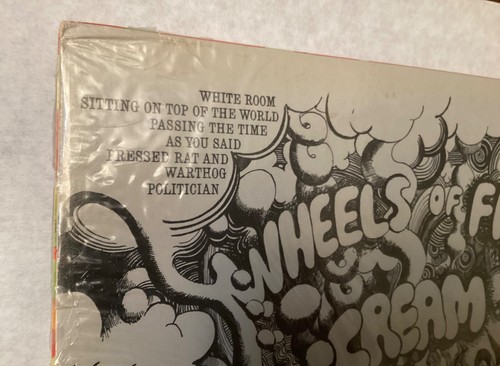 WHITE ROOM
SITTING ON TOP OF THE WORLD
PASSING THE TIME
AS YOU SAID
PRESSED RAT AND
WARTHOG
POLITICIAN
WHEELS OF
CREAM